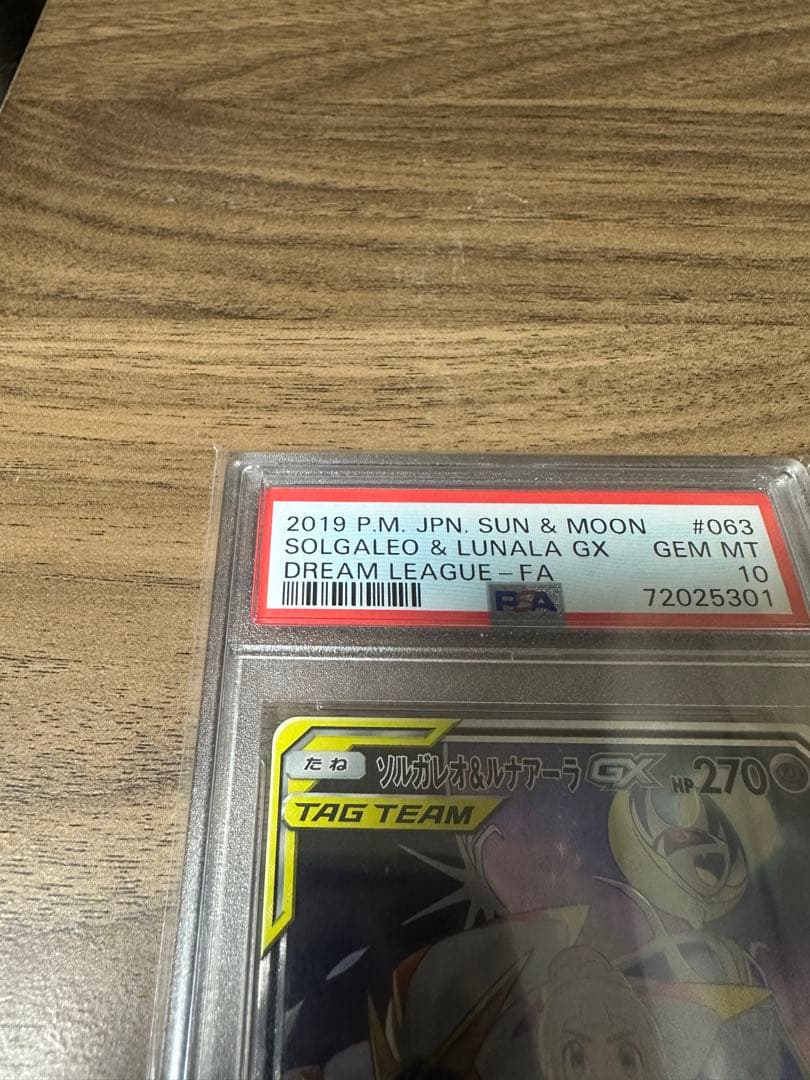 2019 P.M. JPN. SUN & MOON #063
SOLGALEO & LUNALA GX GEM MT
DREAM LEAGUE - FA 10
PSA 72025301
たね ソルガレオ&ルナアーラ GX HP 270
TAG TEAM